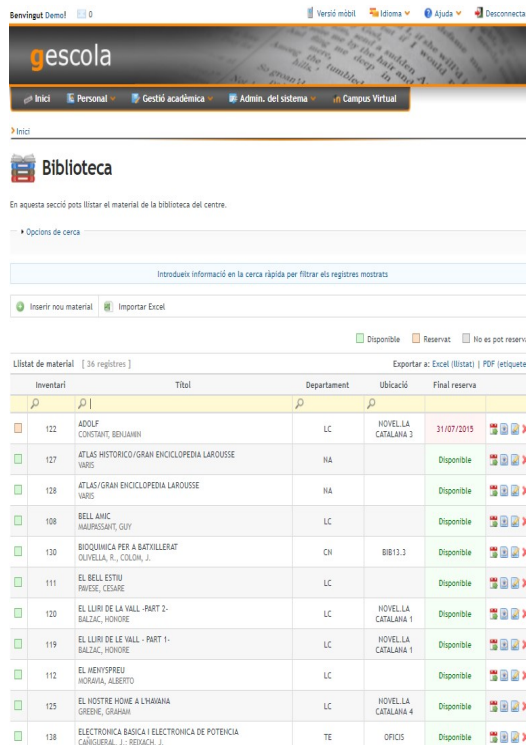 Benvingut Demo! 0 Versió mòbil Idioma Ajuda Desconnecta
gescola
Inici Personal Gestió acadèmica Admin. del sistema Campus Virtual
Inici
Biblioteca
En aquesta secció pots llistar el material de la biblioteca del centre.
Opcions de cerca
Introdueix informació en la cerca ràpida per filtrar els registres mostrats
Inserir nou material Importar Excel
Disponible Reservat No es pot reserva
Llistat de material [ 36 registres ] Exportar a: Excel (llistat) | PDF (etiquete
Inventari Títol Departament Ubicació Final reserva
122 ADOLF LC NOVEL.LA 31/07/2015
CONSTANT, BENJAMIN CATALANA 3
127 ATLAS HISTORICO/GRAN ENCICLOPEDIA LAROUSSE NA Disponible
VARIS
128 ATLAS/GRAN ENCICLOPEDIA LAROUSSE NA Disponible
VARIS
108 BELL AMIC LC Disponible
MAUPASSANT, GUY
130 BIOQUIMICA PER A BATXILLERAT CN BIB13.3 Disponible
OLIVELLA, R., COLOM, J.
111 EL BELL ESTIU LC Disponible
PAVESE, CESARE
120 EL LLIRI DE LA VALL -PART 2- LC NOVEL.LA Disponible
BALZAC, HONORE CATALANA 1
119 EL LLIRI DE LE VALL - PART 1- LC NOVEL.LA Disponible
BALZAC, HONORE CATALANA 1
112 EL MENYSPREU LC Disponible
MORAVIA, ALBERTO
125 EL NOSTRE HOME A L'HAVANA LC NOVEL.LA Disponible
GREENE, GRAHAM CATALANA 4
138 ELECTRONICA BASICA I ELECTRONICA DE POTENCIA TE OFICIS Disponible
CAÑIGUERAL, J.; REIXACH, J.